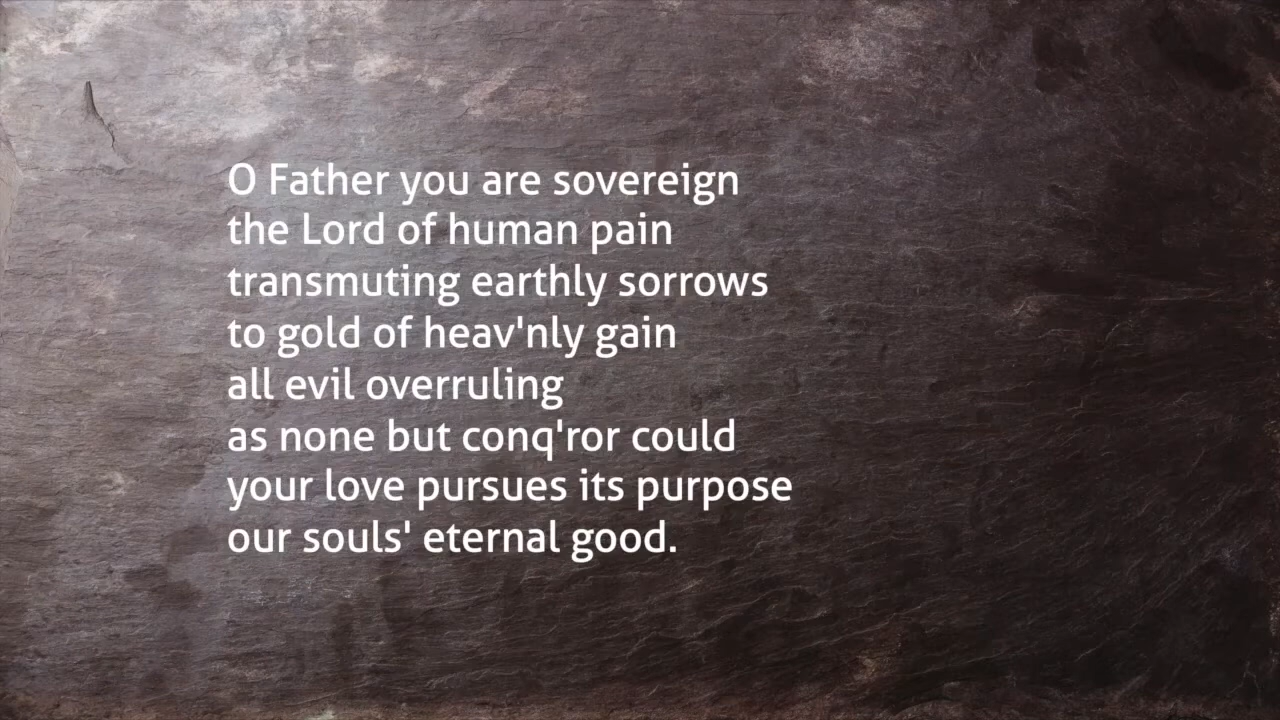 O Father you are sovereign
the Lord of human pain
transmuting earthly sorrows
to gold of heav'nly gain
all evil overruling
as none but conq'ror could
your love pursues its purpose
our souls' eternal good.